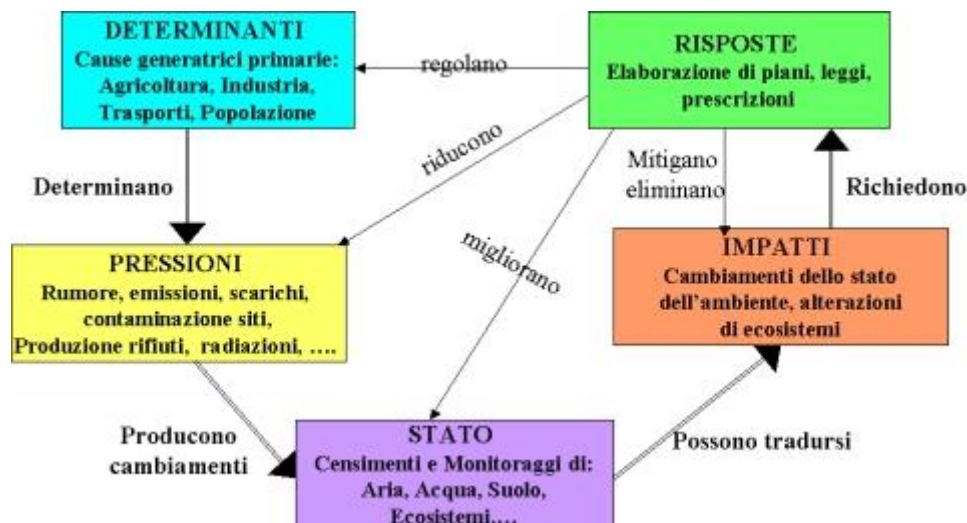 DETERMINANTI
Cause generatrici primarie:
Agricoltura, Industria,
Trasporti, Popolazione
regolano
RISPOSTE
Elaborazione di piani, leggi,
prescrizioni
Determinano
riducono
Mitigano
eliminano
Richiedono
PRESSIONI
Rumore, emissioni, scarichi,
contaminazione siti,
Produzione rifiuti, radiazioni, ....
migliorano
IMPATTI
Cambiamenti dello stato
dell'ambiente, alterazioni
di ecosistemi
Producono
cambiamenti
STATO
Censimenti e Monitoraggi di:
Aria, Acqua, Suolo,
Ecosistemi....
Possono tradursi